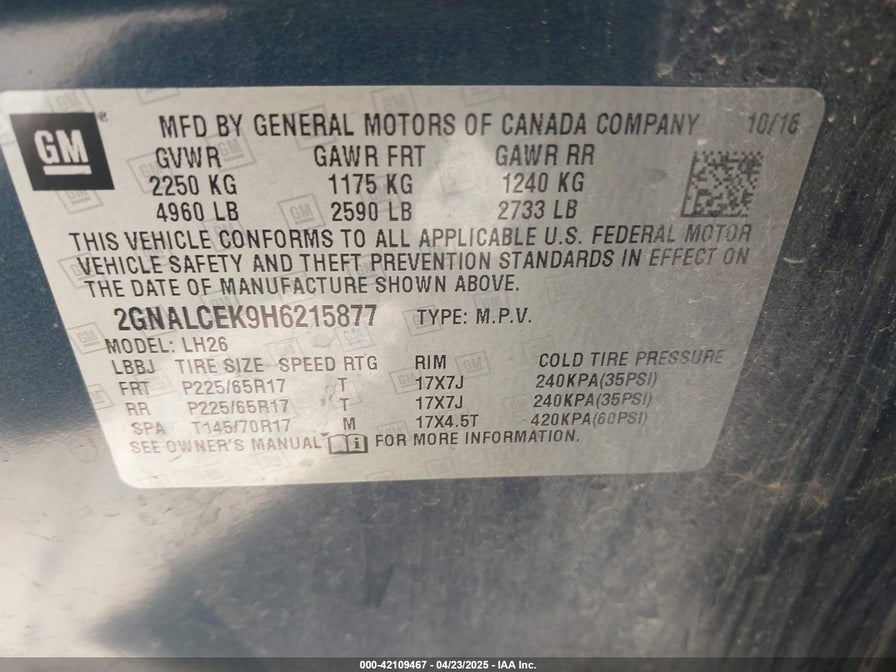 GM
MFD BY GENERAL MOTORS OF CANADA COMPANY 10/16
GVWR GAWR FRT GAWR RR
2250 KG 1175 KG 1240 KG
4960 LB 2590 LB 2733 LB
THIS VEHICLE CONFORMS TO ALL APPLICABLE U.S. FEDERAL MOTOR
VEHICLE SAFETY AND THEFT PREVENTION STANDARDS IN EFFECT ON
THE DATE OF MANUFACTURE SHOWN ABOVE.
2GNALCEK9H6215877 TYPE: M.P.V.
MODEL: LH26
LBBJ TIRE SIZE SPEED RTG RIM COLD TIRE PRESSURE
FRT P225/65R17 T 17X7J 240KPA(35PSI)
RR P225/65R17 T 17X7J 240KPA(35PSI)
SPA T145/70R17 M 17X4.5T 420KPA(60PSI)
SEE OWNER'S MANUAL i FOR MORE INFORMATION.
000-42109467 - 04/23/2025 - IAA Inc.